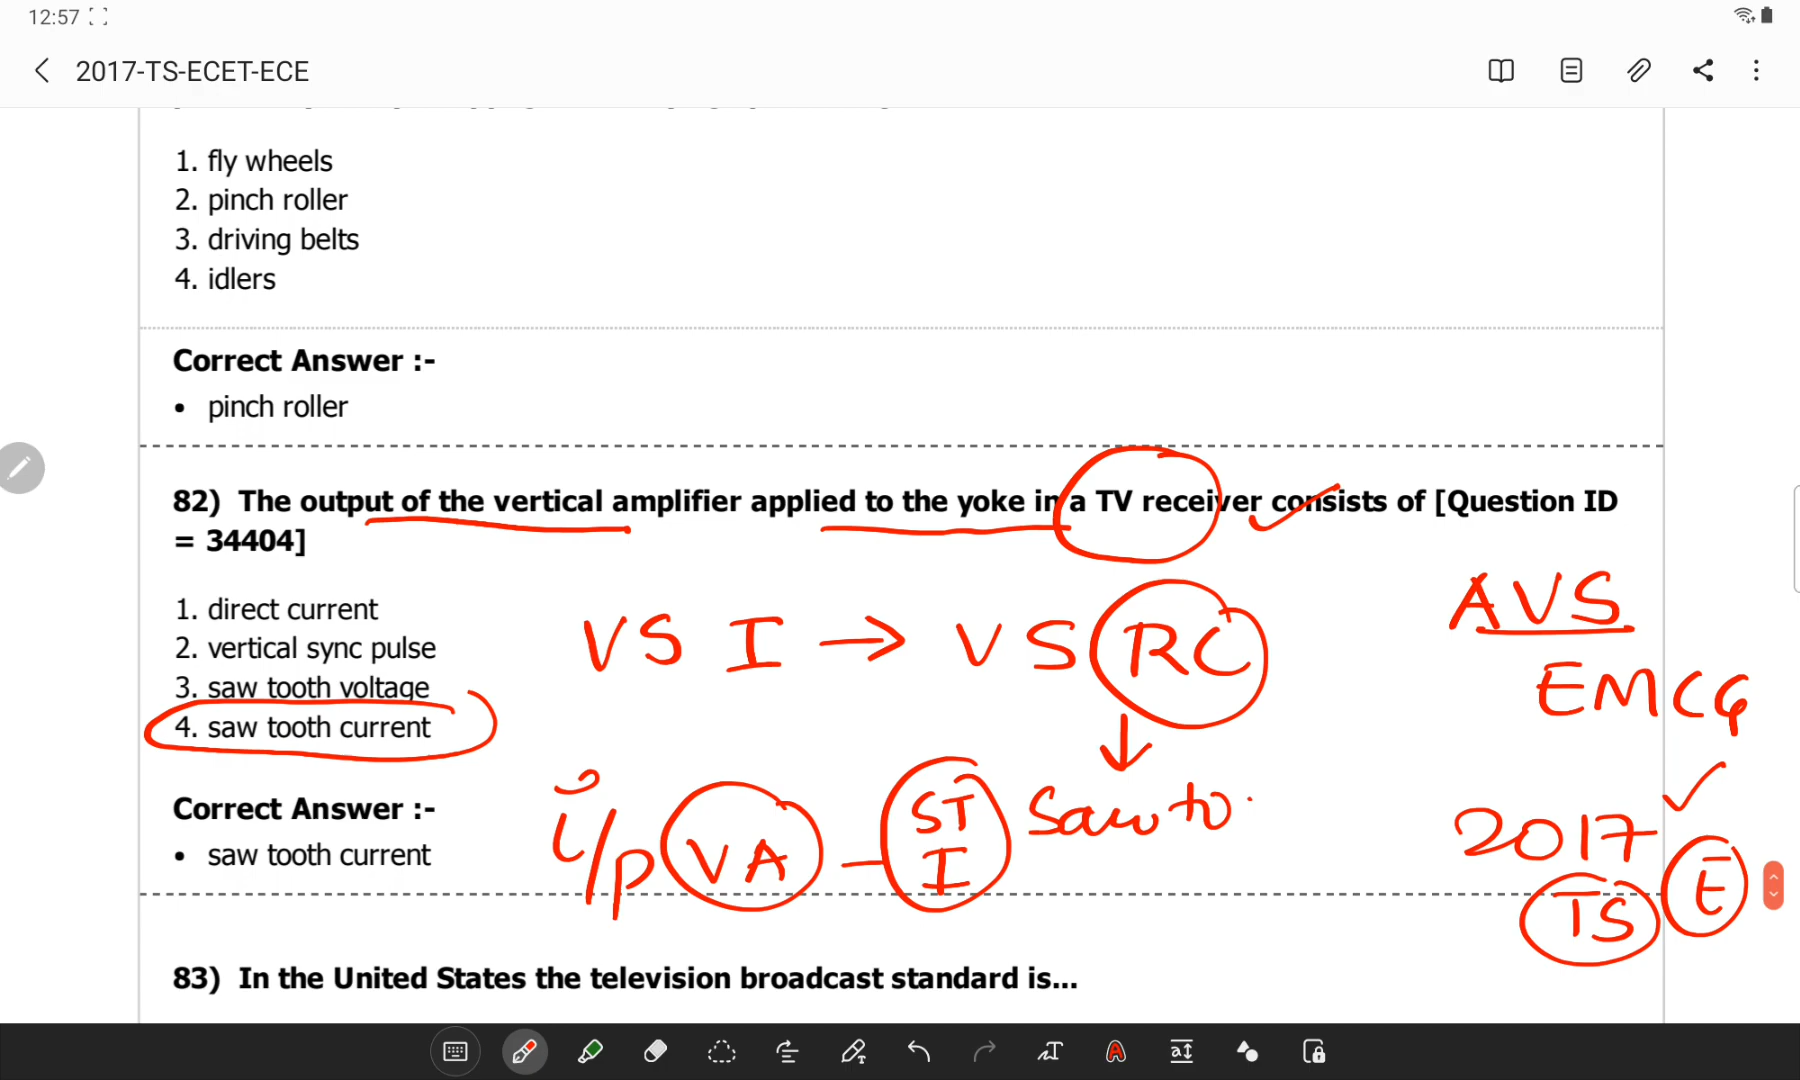 12:57
2017-TS-ECET-ECE
1. fly wheels
2. pinch roller
3. driving belts
4. idlers
Correct Answer :-
• pinch roller
82) The output of the vertical amplifier applied to the yoke in a TV receiver consists of [Question ID
= 34404]
1. direct current
2. vertical sync pulse
3. saw tooth voltage
4. saw tooth current
VS I → VS RC
AVS
EMCQ
i/p VA - ST I Saw to
2017
TS E
Correct Answer :-
• saw tooth current
83) In the United States the television broadcast standard is...